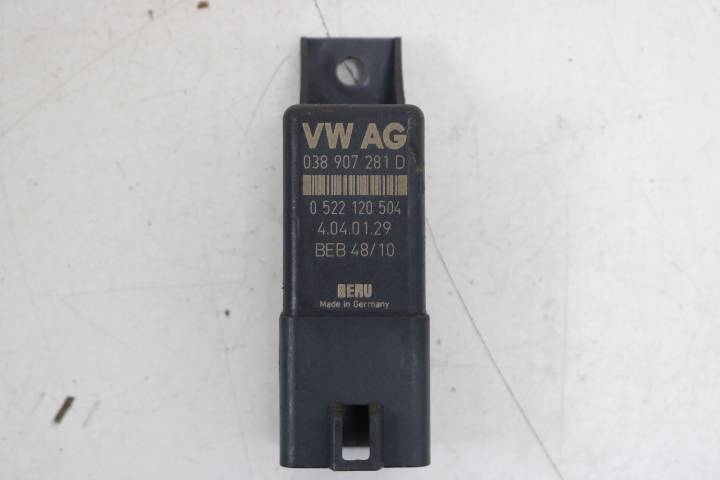 VW AG
038 907 281 D
0 522 120 504
4.04.01.29
BEB 48/10
BERU
Made in Germany